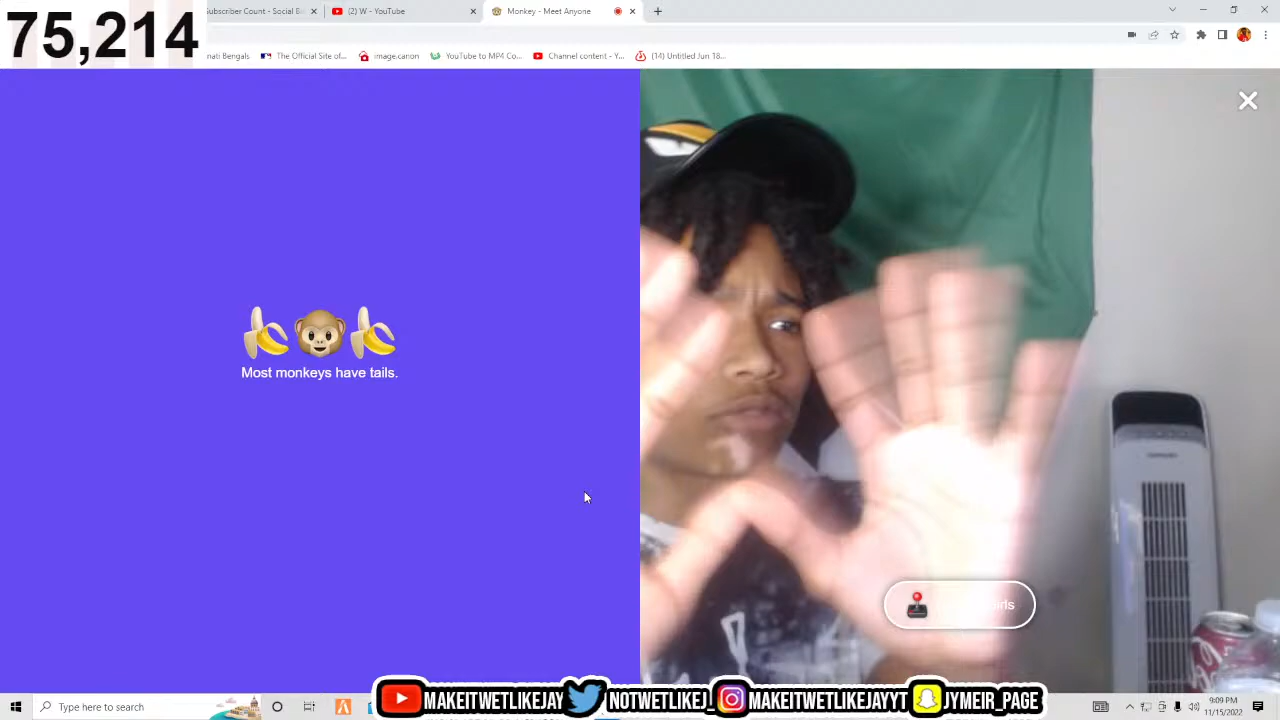 75,214
Subscriber Count - Social B
(2) W - YouTube
Monkey - Meet Anyone
nati Bengals
The Official Site of...
image.canon
YouTube to MP4 Co...
Channel content - Y...
(14) Untitled Jun 18...
Most monkeys have tails.
Type here to search
MAKEITWETLIKEJAY
NOTWETLIKEJ_
MAKEITWETLIKEJAYYT
JYMEIR_PAGE
9:09 PM
11/15/2022